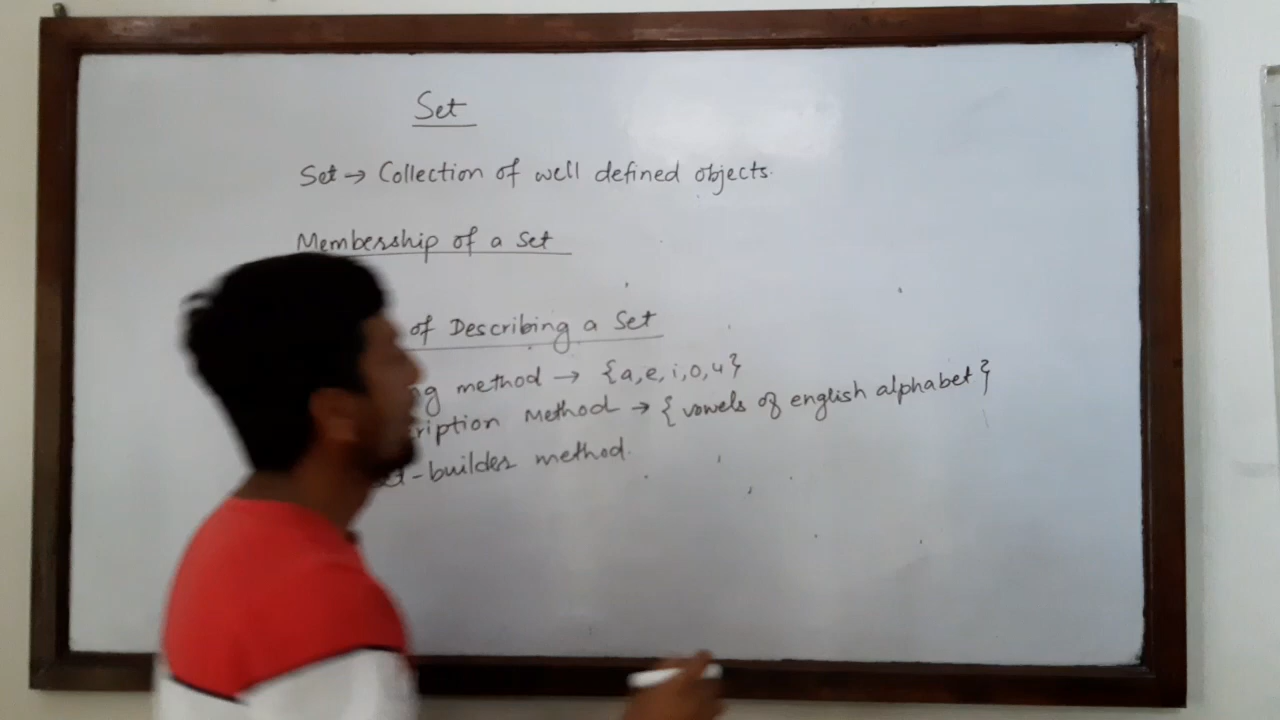 Set
Set → Collection of well defined objects.
Membership of a Set
of Describing a Set
method → {a, e, i, o, u}
Method → { vowels of english alphabet }
-builder method.